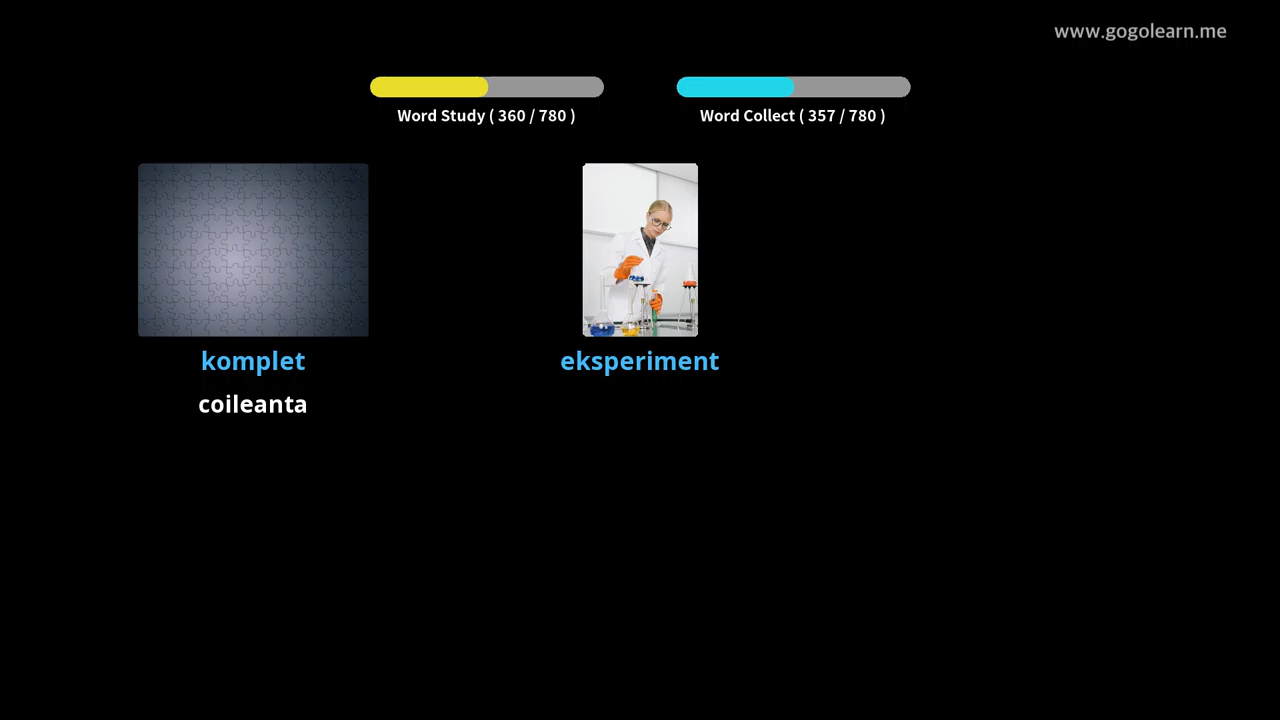 www.gogolearn.me
Word Study ( 360 / 780 )
Word Collect ( 357 / 780 )
komplet
eksperiment
coileanta